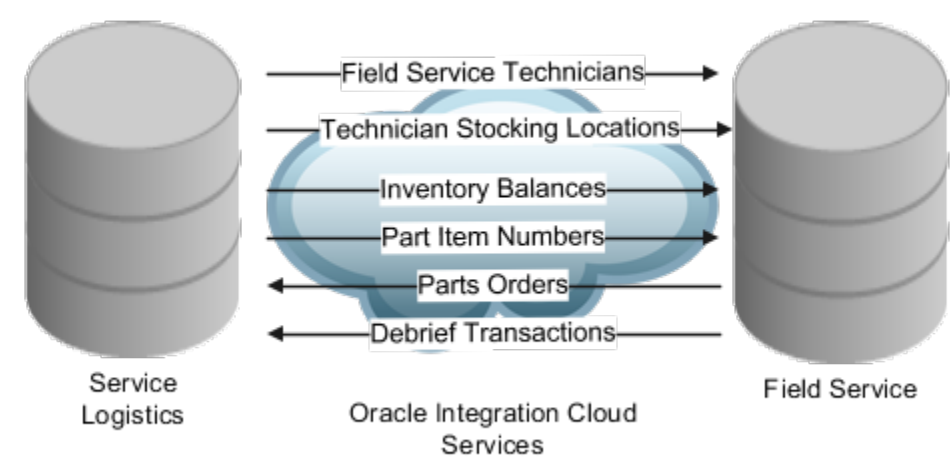 Field Service Technicians
Technician Stocking Locations
Inventory Balances
Part Item Numbers
Parts Orders
Debrief Transactions
Service
Logistics
Oracle Integration Cloud
Services
Field Service